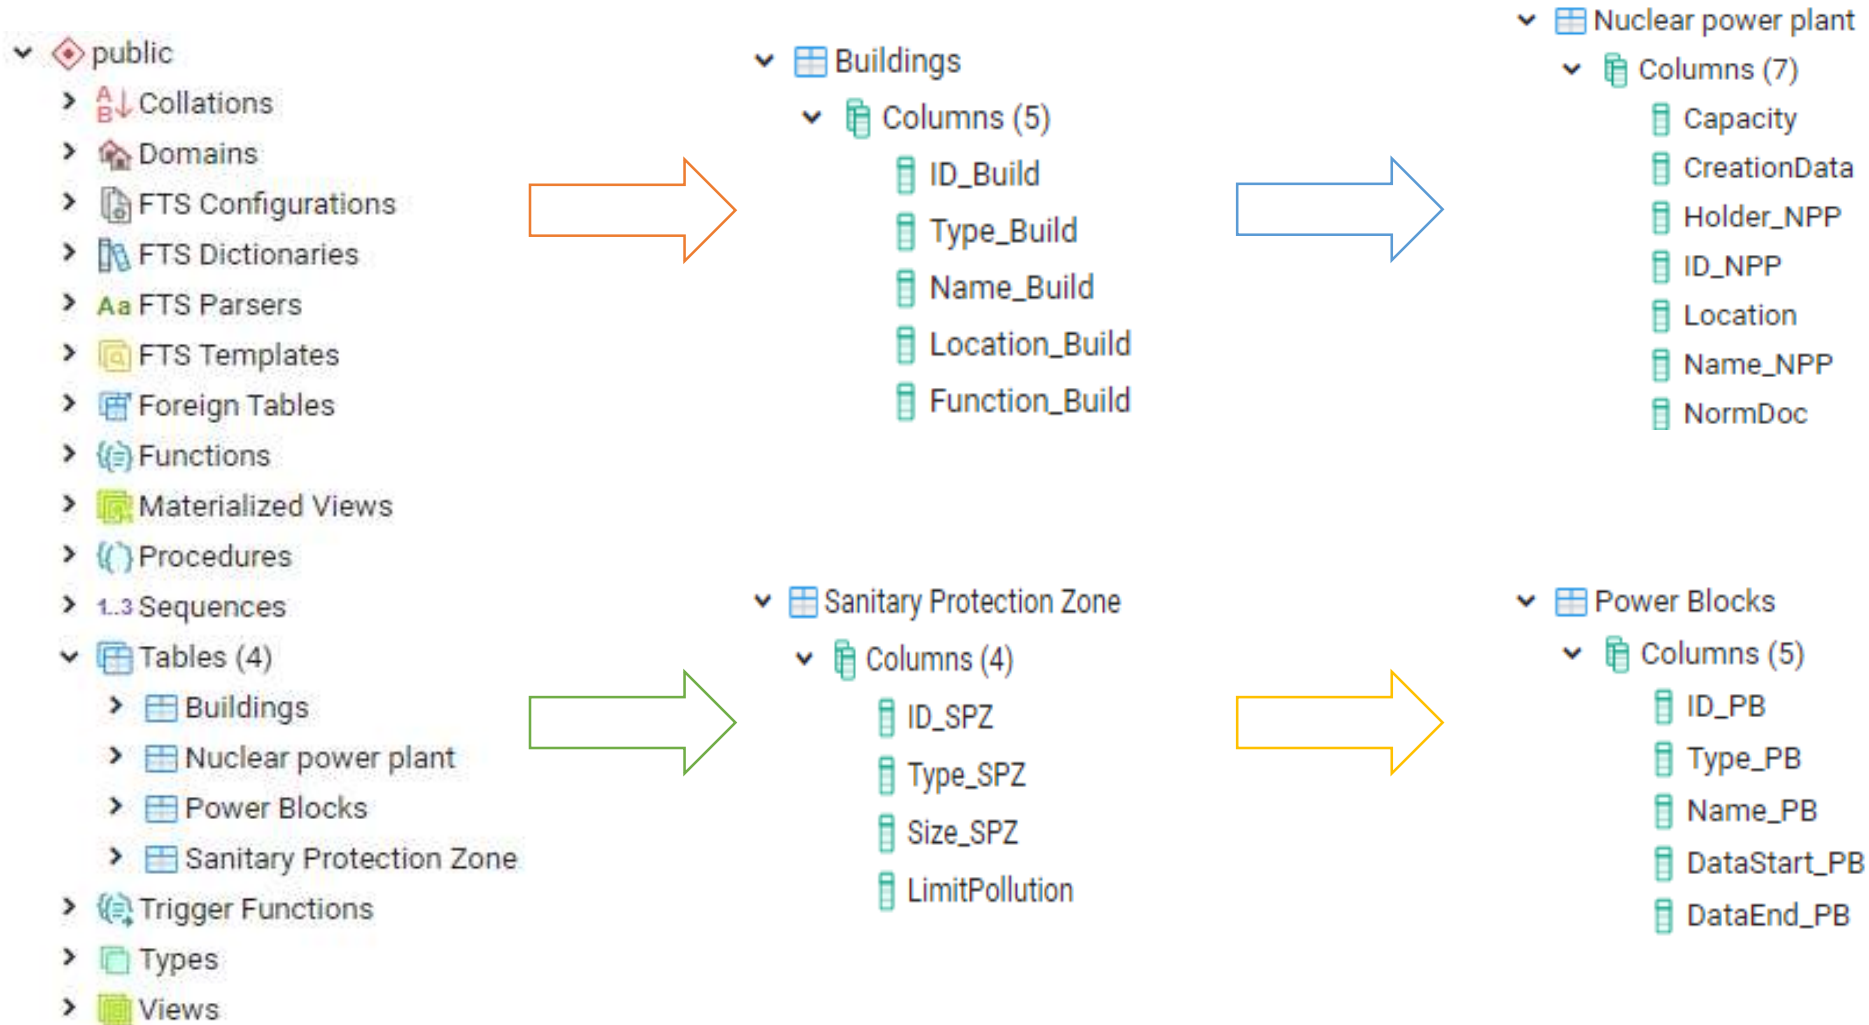 public
Collations
Domains
FTS Configurations
FTS Dictionaries
Aa FTS Parsers
FTS Templates
Foreign Tables
Functions
Materialized Views
Procedures
1..3 Sequences
Tables (4)
Buildings
Nuclear power plant
Power Blocks
Sanitary Protection Zone
Trigger Functions
Types
Views
Buildings
Columns (5)
ID_Build
Type_Build
Name_Build
Location_Build
Function_Build
Nuclear power plant
Columns (7)
Capacity
CreationData
Holder_NPP
ID_NPP
Location
Name_NPP
NormDoc
Sanitary Protection Zone
Columns (4)
ID_SPZ
Type_SPZ
Size_SPZ
LimitPollution
Power Blocks
Columns (5)
ID_PB
Type_PB
Name_PB
DataStart_PB
DataEnd_PB